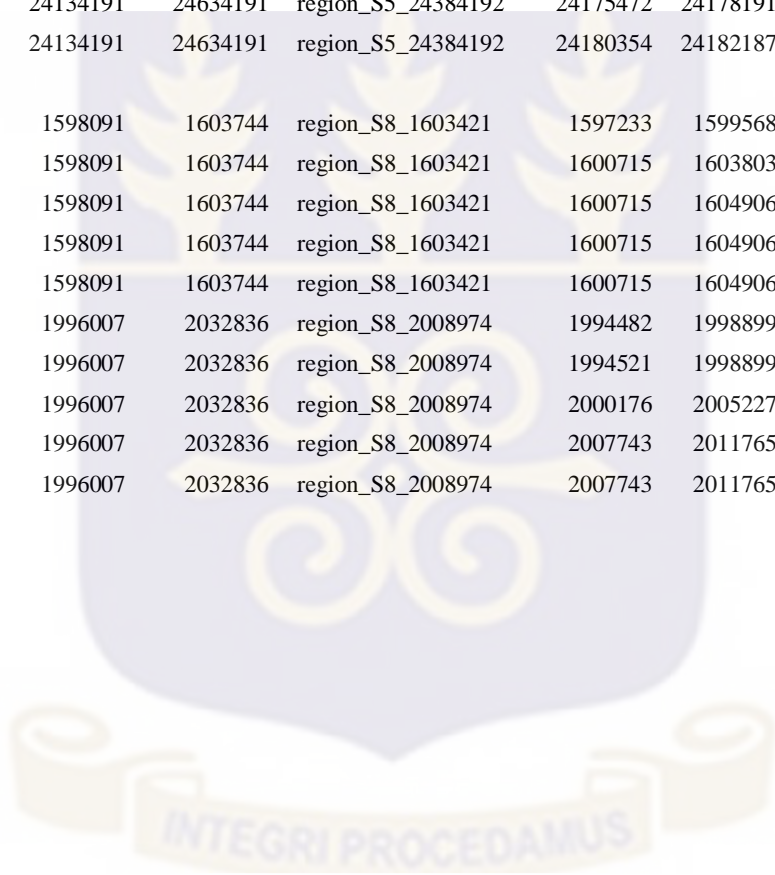 24134191 24634191 region_S5_24384192 24175472 24178191
24134191 24634191 region_S5_24384192 24180354 24182187
1598091 1603744 region_S8_1603421 1597233 1599568
1598091 1603744 region_S8_1603421 1600715 1603803
1598091 1603744 region_S8_1603421 1600715 1604906
1598091 1603744 region_S8_1603421 1600715 1604906
1598091 1603744 region_S8_1603421 1600715 1604906
1996007 2032836 region_S8_2008974 1994482 1998899
1996007 2032836 region_S8_2008974 1994521 1998899
1996007 2032836 region_S8_2008974 2000176 2005227
1996007 2032836 region_S8_2008974 2007743 2011765
1996007 2032836 region_S8_2008974 2007743 2011765
INTEGRI PROCEDAMUS